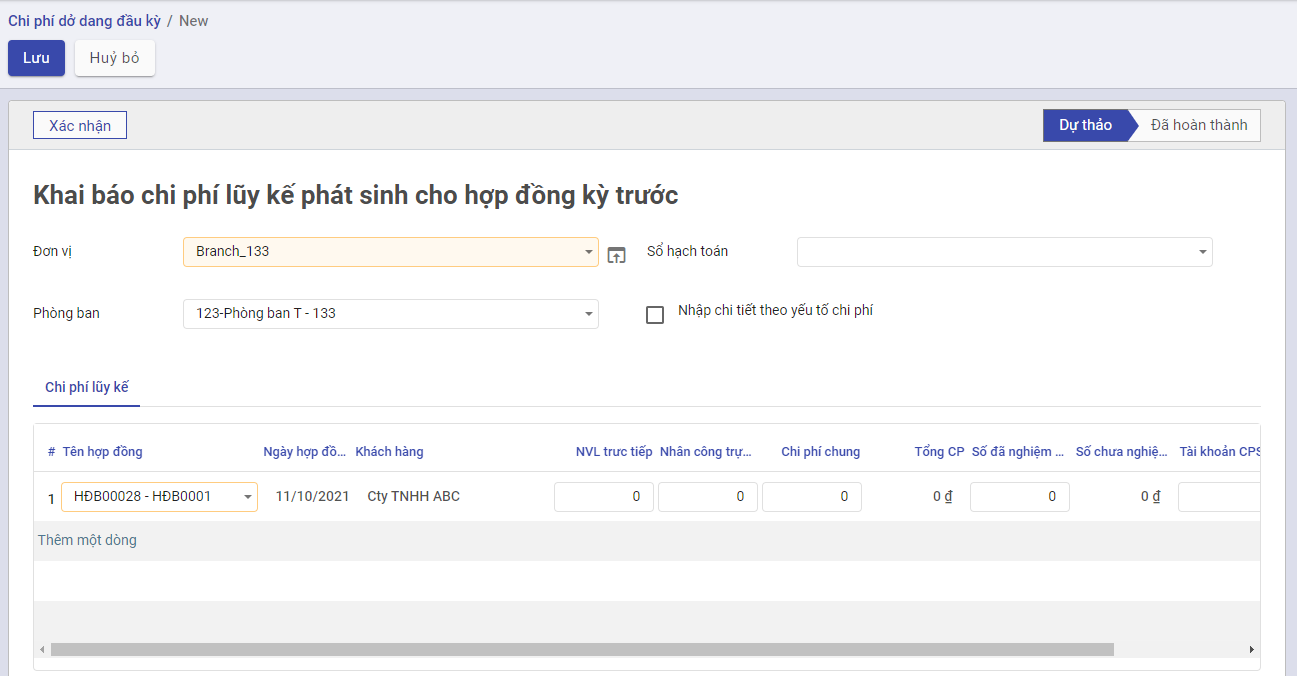 Chi phí dở dang đầu kỳ / New
Lưu Huỷ bỏ
Xác nhận Dự thảo Đã hoàn thành
Khai báo chi phí lũy kế phát sinh cho hợp đồng kỳ trước
Đơn vị Branch_133 Sổ hạch toán
Phòng ban 123-Phòng ban T - 133 Nhập chi tiết theo yếu tố chi phí
Chi phí lũy kế
# Tên hợp đồng Ngày hợp đồ... Khách hàng NVL trưc tiếp Nhân công trự... Chi phí chung Tổng CP Số đã nghiệm ... Số chưa nghiệ... Tài khoản CPS
1 HĐB00028 - HĐB0001 11/10/2021 Cty TNHH ABC 0 0 0 0 ₫ 0 0 ₫
Thêm một dòng